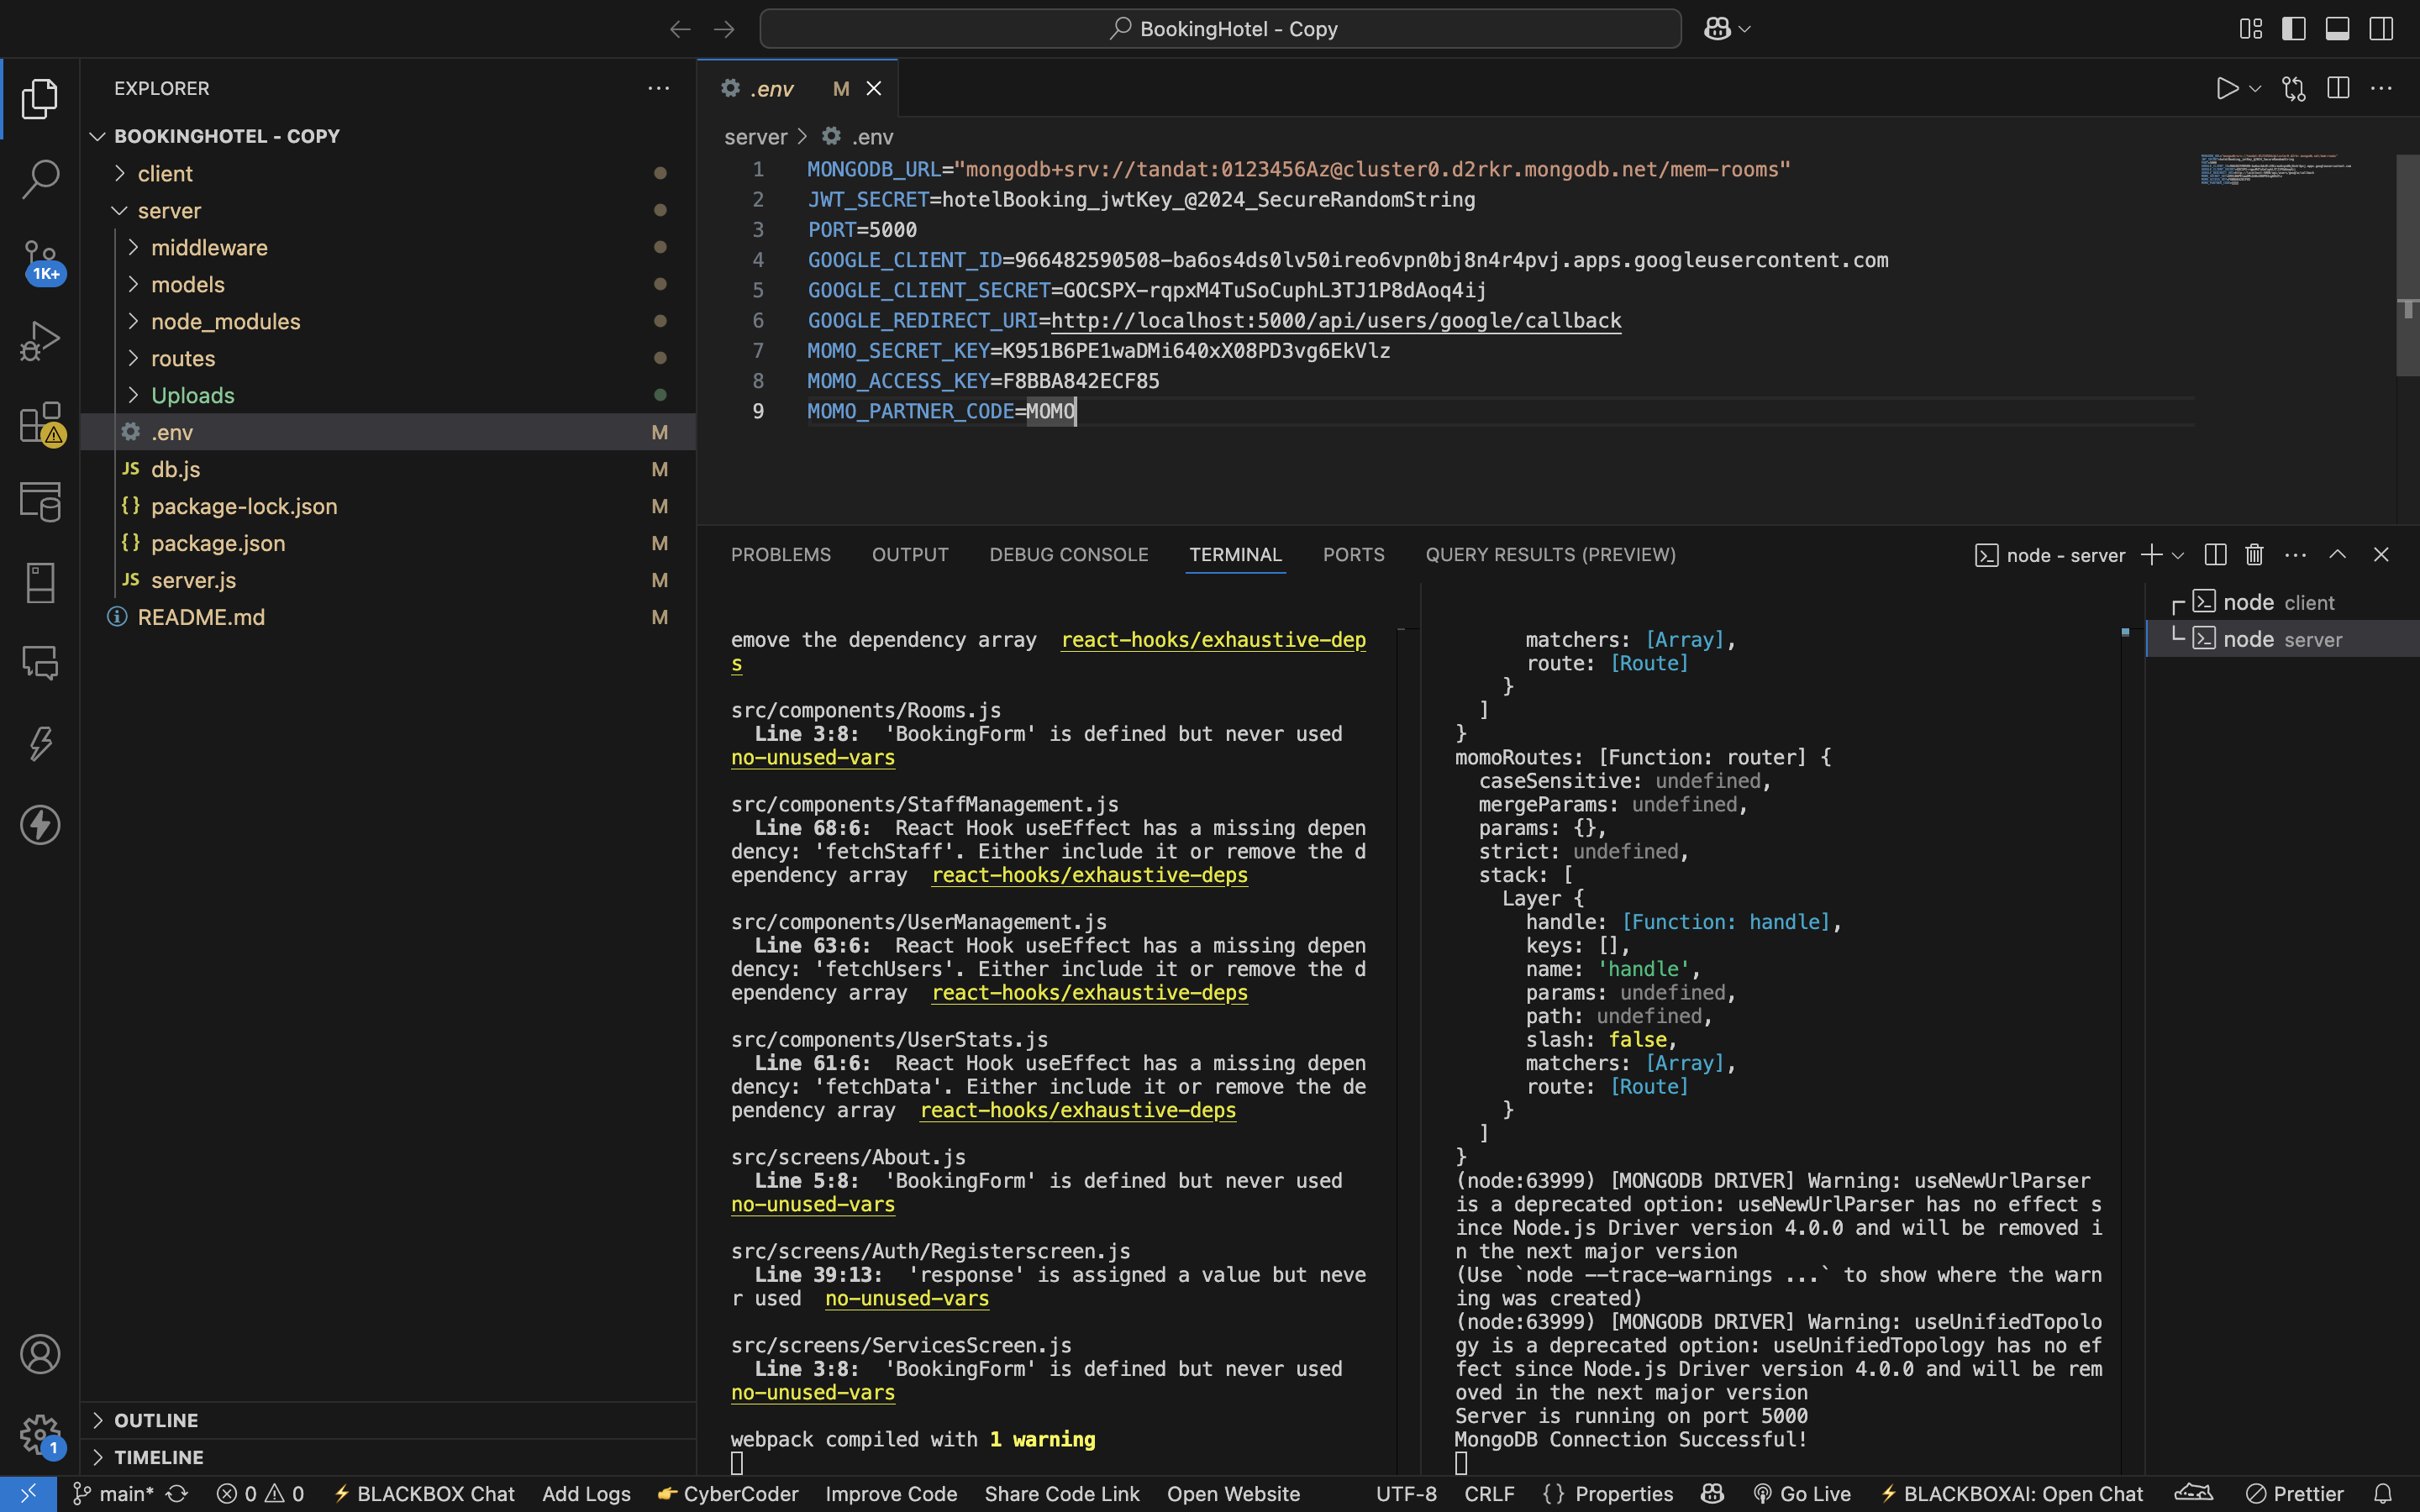 BookingHotel - Copy
EXPLORER
BOOKINGHOTEL - COPY
client
server
middleware
models
node_modules
routes
Uploads
.env M
JS db.js M
{} package-lock.json M
{} package.json M
JS server.js M
README.md M
OUTLINE
TIMELINE
1K+
1
.env M
server > .env
1 MONGODB_URL="mongodb+srv://tandat:0123456Az@cluster0.d2rkr.mongodb.net/mem-rooms"
2 JWT_SECRET=hotelBooking_jwtKey_@2024_SecureRandomString
3 PORT=5000
4 GOOGLE_CLIENT_ID=966482590508-ba6os4ds0lv50ireo6vpn0bj8n4r4pvj.apps.googleusercontent.com
5 GOOGLE_CLIENT_SECRET=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
6 GOOGLE_REDIRECT_URI=http://localhost:5000/api/users/google/callback
7 MOMO_SECRET_KEY=K951B6PE1waDMi640xX08PD3vg6EkVlz
8 MOMO_ACCESS_KEY=F8BBA842ECF85
9 MOMO_PARTNER_CODE=MOMO
PROBLEMS OUTPUT DEBUG CONSOLE TERMINAL PORTS QUERY RESULTS (PREVIEW)
node - server
emove the dependency array  react-hooks/exhaustive-dep
s
src/components/Rooms.js
Line 3:8:  'BookingForm' is defined but never used
no-unused-vars
src/components/StaffManagement.js
Line 68:6:  React Hook useEffect has a missing depen
dency: 'fetchStaff'. Either include it or remove the d
ependency array  react-hooks/exhaustive-deps
src/components/UserManagement.js
Line 63:6:  React Hook useEffect has a missing depen
dency: 'fetchUsers'. Either include it or remove the d
ependency array  react-hooks/exhaustive-deps
src/components/UserStats.js
Line 61:6:  React Hook useEffect has a missing depen
dency: 'fetchData'. Either include it or remove the de
pendency array  react-hooks/exhaustive-deps
src/screens/About.js
Line 5:8:  'BookingForm' is defined but never used
no-unused-vars
src/screens/Auth/Registerscreen.js
Line 39:13:  'response' is assigned a value but neve
r used  no-unused-vars
src/screens/ServicesScreen.js
Line 3:8:  'BookingForm' is defined but never used
no-unused-vars
webpack compiled with 1 warning
matchers: [Array],
route: [Route]
}
]
}
momoRoutes: [Function: router] {
caseSensitive: undefined,
mergeParams: undefined,
params: {},
strict: undefined,
stack: [
Layer {
handle: [Function: handle],
keys: [],
name: 'handle',
params: undefined,
path: undefined,
slash: false,
matchers: [Array],
route: [Route]
}
]
}
(node:63999) [MONGODB DRIVER] Warning: useNewUrlParser
is a deprecated option: useNewUrlParser has no effect s
ince Node.js Driver version 4.0.0 and will be removed i
n the next major version
(Use `node --trace-warnings ...` to show where the warn
ing was created)
(node:63999) [MONGODB DRIVER] Warning: useUnifiedTopolo
gy is a deprecated option: useUnifiedTopology has no ef
fect since Node.js Driver version 4.0.0 and will be rem
oved in the next major version
Server is running on port 5000
MongoDB Connection Successful!
node client
node server
main* 0 0 BLACKBOX Chat Add Logs CyberCoder Improve Code Share Code Link Open Website UTF-8 CRLF {} Properties Go Live BLACKBOXAI: Open Chat Prettier